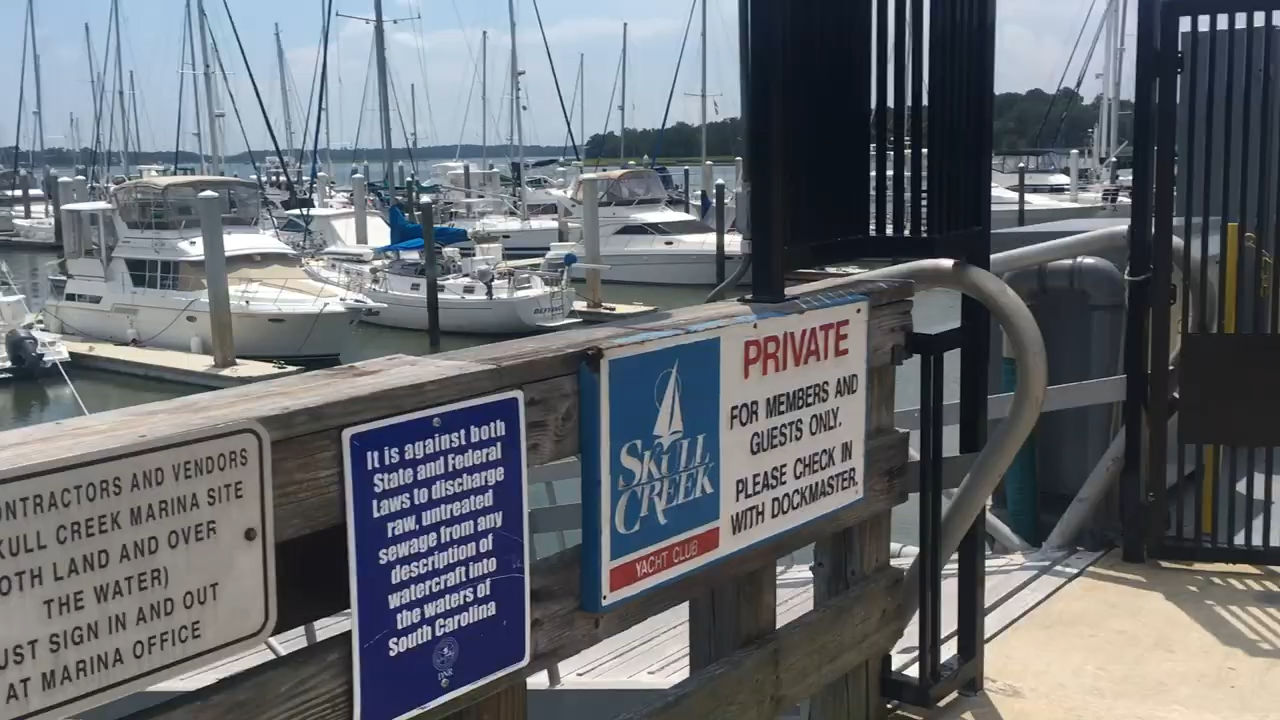 ONTRACTORS AND VENDORS
KULL CREEK MARINA SITE
OTH LAND AND OVER
THE WATER)
UST SIGN IN AND OUT
AT MARINA OFFICE
It is against both
State and Federal
Laws to discharge
raw, untreated
sewage from any
description of
watercraft into
the waters of
South Carolina
DNR
SKULL
CREEK
YACHT CLUB
PRIVATE
FOR MEMBERS AND
GUESTS ONLY.
PLEASE CHECK IN
WITH DOCKMASTER.